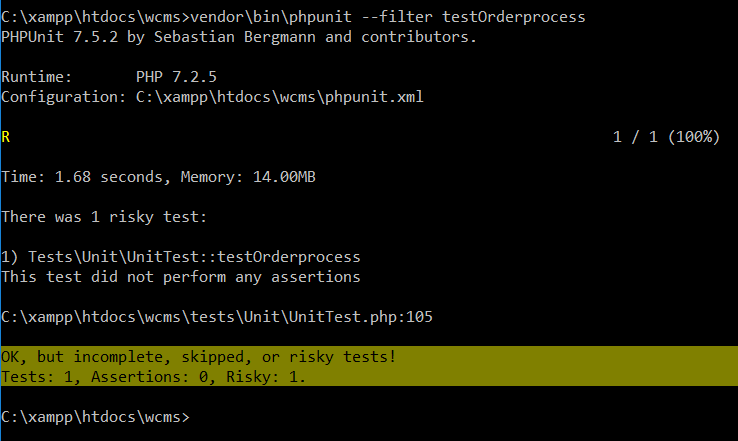 C:\xampp\htdocs\wcms>vendor\bin\phpunit --filter testOrderprocess
PHPUnit 7.5.2 by Sebastian Bergmann and contributors.
Runtime:       PHP 7.2.5
Configuration: C:\xampp\htdocs\wcms\phpunit.xml
R                                                                   1 / 1 (100%)
Time: 1.68 seconds, Memory: 14.00MB
There was 1 risky test:
1) Tests\Unit\UnitTest::testOrderprocess
This test did not perform any assertions
C:\xampp\htdocs\wcms\tests\Unit\UnitTest.php:105
OK, but incomplete, skipped, or risky tests!
Tests: 1, Assertions: 0, Risky: 1.
C:\xampp\htdocs\wcms>